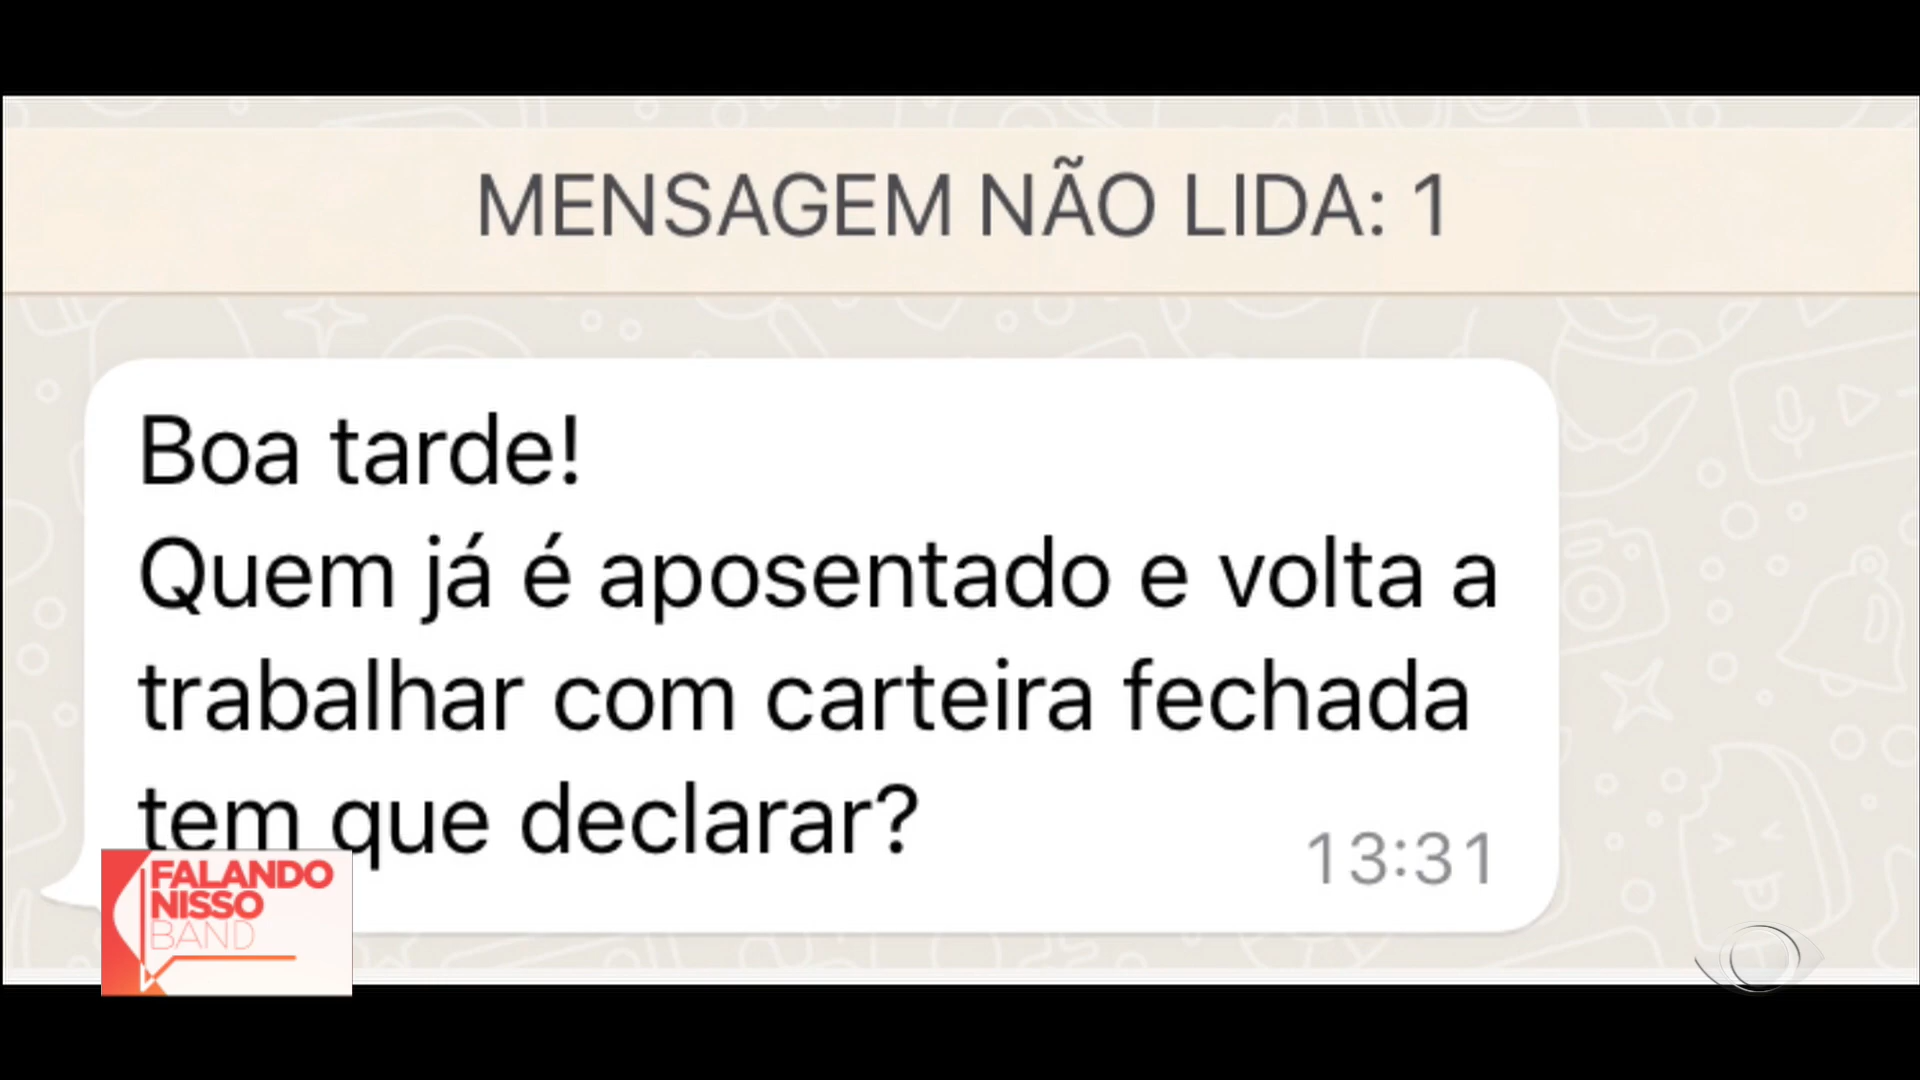 MENSAGEM NÃO LIDA: 1
Boa tarde!
Quem já é aposentado e volta a
trabalhar com carteira fechada
tem que declarar?
13:31
FALANDO
NISSO
BAND